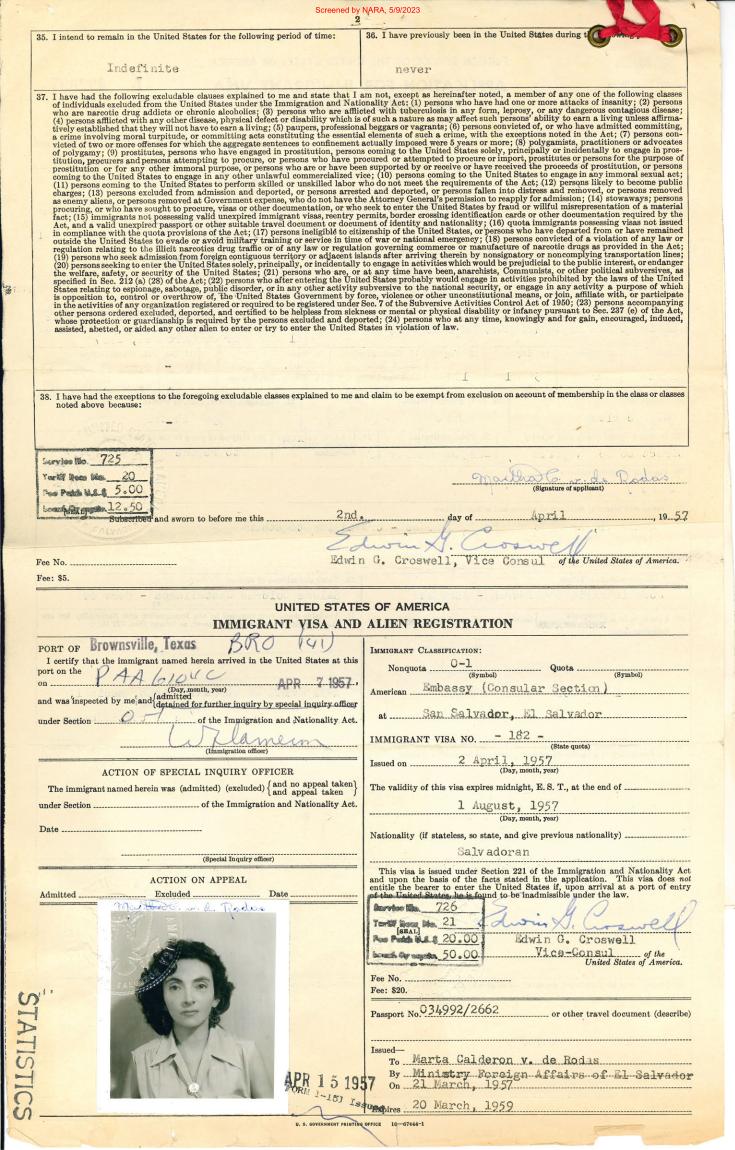 Screened by NARA, 5/9/2023
2
35. I intend to remain in the United States for the following period of time:
Indefinite
36. I have previously been in the United States during the following
never
37. I have had the following excludable clauses explained to me and state that I am not, except as hereinafter noted, a member of any one of the following classes
of individuals excluded from the United States under the Immigration and Nationality Act: (1) persons who have had one or more attacks of insanity; (2) persons
who are narcotic drug addicts or chronic alcoholics; (3) persons who are afflicted with tuberculosis in any form, leprosy, or any dangerous contagious disease;
(4) persons afflicted with any other disease, physical defect or disability which is of such a nature as may affect such persons' ability to earn a living unless affirma-
tively established that they will not have to earn a living; (5) paupers, professional beggars or vagrants; (6) persons convicted of, or who have admitted committing,
a crime involving moral turpitude, or committing acts constituting the essential elements of such a crime, with the exceptions noted in the Act; (7) persons con-
victed of two or more offenses for which the aggregate sentences to confinement actually imposed were 5 years or more; (8) polygamists, practitioners or advocates
of polygamy; (9) prostitutes, persons who have engaged in prostitution, persons coming to the United States solely, principally or incidentally to engage in pros-
titution, procurers and persons attempting to procure, or persons who have procured or attempted to procure or import, prostitutes or persons for the purpose of
prostitution or for any other immoral purpose, or persons who are or have been supported by or receive or have received the proceeds of prostitution, or persons
coming to the United States to engage in any other unlawful commercialized vice; (10) persons coming to the United States to engage in any immoral sexual act;
(11) persons coming to the United States to perform skilled or unskilled labor who do not meet the requirements of the Act; (12) persons likely to become public
charges; (13) persons excluded from admission and deported, or persons arrested and deported, or persons fallen into distress and removed, or persons removed
as enemy aliens, or persons removed at Government expense, who do not have the Attorney General's permission to reapply for admission; (14) stowaways; persons
procuring, or who have sought to procure, visas or other documentation, or who seek to enter the United States by fraud or willful misrepresentation of a material
fact; (15) immigrants not possessing valid unexpired immigrant visas, reentry permits, border crossing identification cards or other documentation required by the
Act, and a valid unexpired passport or other suitable travel document or document of identity and nationality; (16) quota immigrants possessing visas not issued
in compliance with the quota provisions of the Act; (17) persons ineligible to citizenship of the United States, or persons who have departed from or have remained
outside the United States to evade or avoid military training or service in time of war or national emergency; (18) persons convicted of a violation of any law or
regulation relating to the illicit narcotics drug traffic or of any law or regulation governing commerce or manufacture of narcotic drugs as provided in the Act;
(19) persons who seek admission from foreign contiguous territory or adjacent islands after arriving therein by nonsignatory or noncomplying transportation lines;
(20) persons seeking to enter the United States solely, principally, or incidentally to engage in activities which would be prejudicial to the public interest, or endanger
the welfare, safety, or security of the United States; (21) persons who are, or at any time have been, anarchists, Communists, or other political subversives, as
specified in Sec. 212 (a) (28) of the Act; (22) persons who after entering the United States probably would engage in activities prohibited by the laws of the United
States relating to espionage, sabotage, public disorder, or in any other activity subversive to the national security, or engage in any activity a purpose of which
is opposition to, control or overthrow of, the United States Government by force, violence or other unconstitutional means, or join, affiliate with, or participate
in the activities of any organization registered or required to be registered under Sec. 7 of the Subversive Activities Control Act of 1950; (23) persons accompanying
other persons ordered excluded, deported, and certified to be helpless from sickness or mental or physical disability or infancy pursuant to Sec. 237 (e) of the Act,
whose protection or guardianship is required by the persons excluded and deported; (24) persons who at any time, knowingly and for gain, encouraged, induced,
assisted, abetted, or aided any other alien to enter or try to enter the United States in violation of law.
38. I have had the exceptions to the foregoing excludable classes explained to me and claim to be exempt from exclusion on account of membership in the class or classes
noted above because:
Service No. 725
Tariff Item No. 20
Fee Paid U.S.$ 5.00
Local Cy equiv. 12.50
Martha C v. de Rodas
(Signature of applicant)
Subscribed and sworn to before me this 2nd. day of April, 1957
Edwin G. Croswell
Fee No.
Edwin G. Croswell, Vice Consul of the United States of America.
Fee: $5.
UNITED STATES OF AMERICA
IMMIGRANT VISA AND ALIEN REGISTRATION
PORT OF Brownsville, Texas BRO (41)
I certify that the immigrant named herein arrived in the United States at this
port on the PAA
on APR 7 1957,
(Day, month, year)
and was inspected by me and {admitted
{detained for further inquiry by special inquiry officer
under Section of the Immigration and Nationality Act.
(Immigration officer)
ACTION OF SPECIAL INQUIRY OFFICER
The immigrant named herein was (admitted) (excluded) {and no appeal taken}
{and appeal taken}
under Section of the Immigration and Nationality Act.
Date
(Special Inquiry officer)
ACTION ON APPEAL
Admitted Excluded Date
IMMIGRANT CLASSIFICATION:
Nonquota O-1 Quota
(Symbol) (Symbol)
American Embassy (Consular Section)
at San Salvador, El Salvador
IMMIGRANT VISA NO. - 182 -
(State quota)
Issued on 2 April, 1957
(Day, month, year)
The validity of this visa expires midnight, E. S. T., at the end of
1 August, 1957
(Day, month, year)
Nationality (if stateless, so state, and give previous nationality)
Salvadoran
This visa is issued under Section 221 of the Immigration and Nationality Act
and upon the basis of the facts stated in the application. This visa does not
entitle the bearer to enter the United States if, upon arrival at a port of entry
of the United States, he is found to be inadmissible under the law.
Service No. 726
Tariff Item No. 21
[SEAL]
Fee Paid U.S.$ 20.00
Local Cy equiv. 50.00
Edwin G. Croswell
Edwin G. Croswell
Vice-Consul of the
United States of America.
Fee No.
Fee: $20.
Passport No. 034992/2662 or other travel document (describe)
Issued—
To Marta Calderon v. de Rodas
By Ministry Foreign Affairs of El Salvador
On 21 March, 1957
Expires 20 March, 1959
STATISTICS
APR 15 1957
FORM I-151 Issued
U. S. GOVERNMENT PRINTING OFFICE 16—67444-1